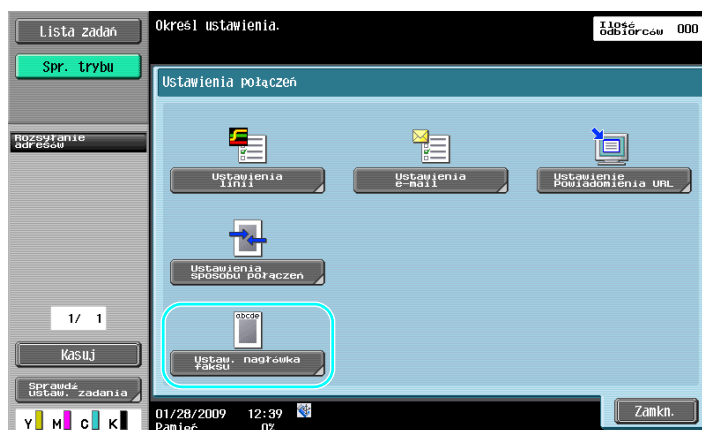 Lista zadań
Spr. trybu
Rozsyłanie
adresów
1/ 1
Kasuj
Sprawdź
ustaw. zadania
Y M C K
Określ ustawienia.
Ilość
odbiorców 000
Ustawienia połączeń
Ustawienia
linii
Ustawienia
e-mail
Ustawienie
Powiadomienia URL
Ustawienia
sposobu połączeń
abcde
Ustaw. nagłówka
faksu
01/28/2009 12:39
Pamięć 0%
Zamkn.